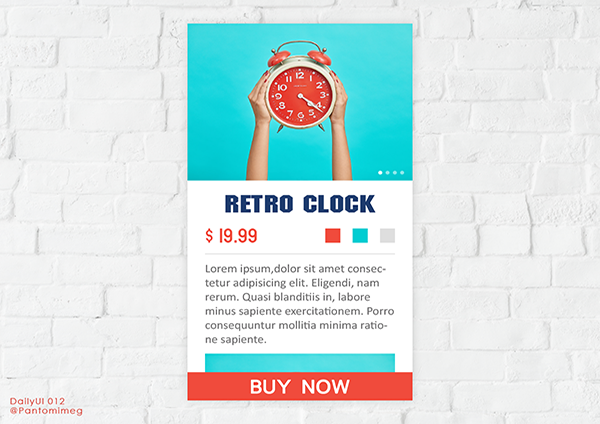 RETRO CLOCK
$ 19.99
Lorem ipsum,dolor sit amet consec-
tetur adipisicing elit. Eligendi, nam
rerum. Quasi blanditiis in, labore
minus sapiente exercitationem. Porro
consequuntur mollitia minima ratio-
ne sapiente.
BUY NOW
DailyUI 012
@Pantomimeg